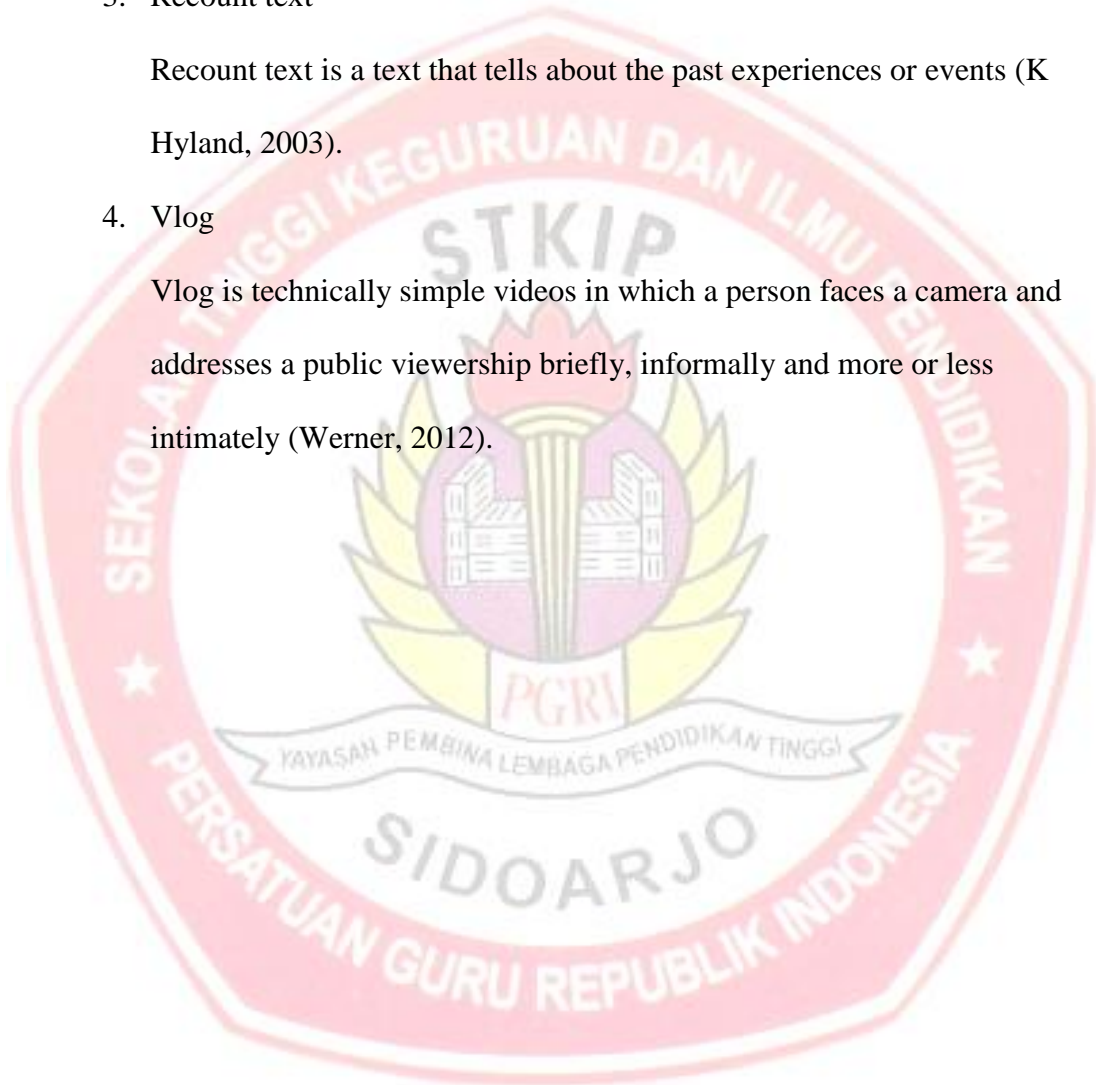 3. Recount text
Recount text is a text that tells about the past experiences or events (K
Hyland, 2003).
4. Vlog
Vlog is technically simple videos in which a person faces a camera and
addresses a public viewership briefly, informally and more or less
intimately (Werner, 2012).
SEKOLAH TINGGI KEGURUAN DAN ILMU PENDIDIKAN
STKIP
PGRI
YAYASAN PEMBINA LEMBAGA PENDIDIKAN TINGGI
SIDOARJO
PERSATUAN GURU REPUBLIK INDONESIA